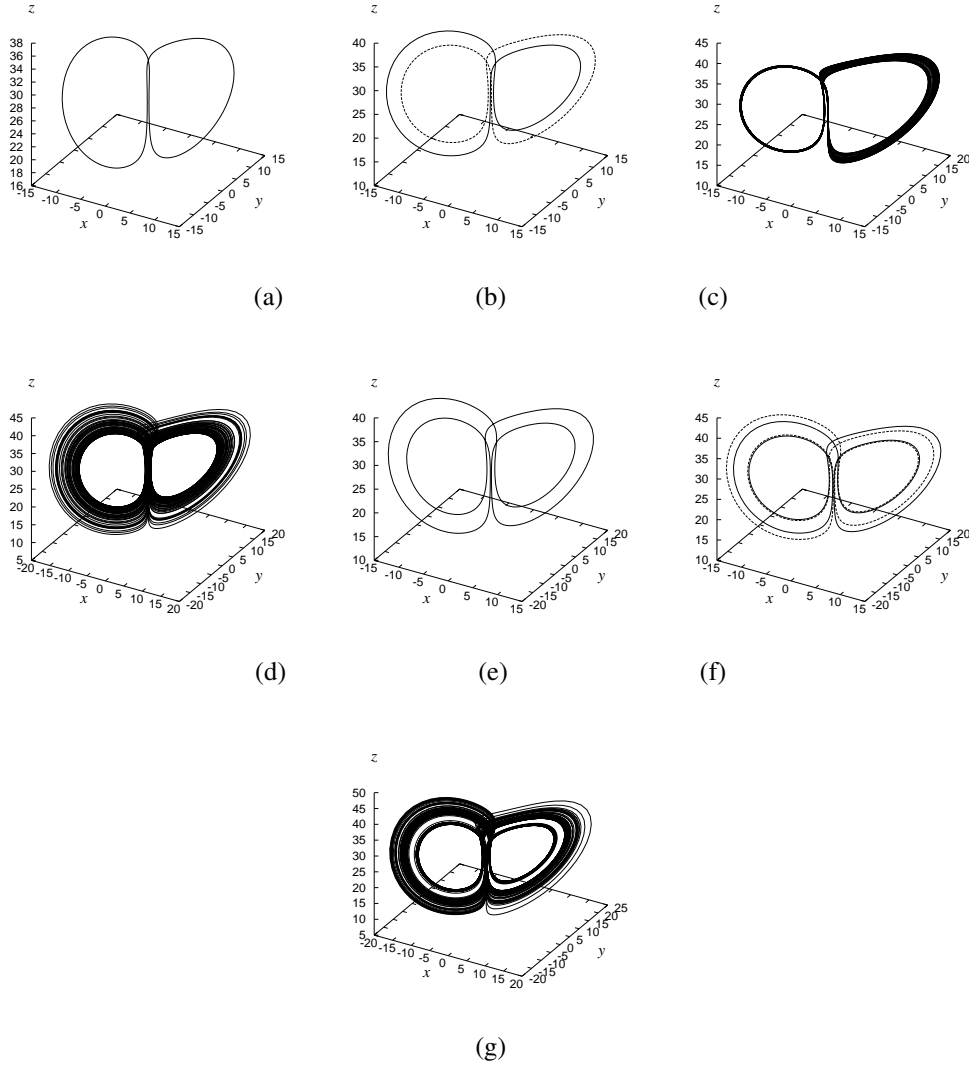 z z z
38 36 34 32 30 28 26 24 22 20 18 16
-15 -10 -5 0 5 10 15
x
-15 -10 -5 0 5 10 15
y
45 40 35 30 25 20 15 10
-15 -10 -5 0 5 10 15
x
-15 -10 -5 0 5 10 15
y
45 40 35 30 25 20 15 10
-15 -10 -5 0 5 10 15
x
-15 -10 -5 0 5 10 15 20
y
(a) (b) (c)
z z z
45 40 35 30 25 20 15 10 5
-20 -15 -10 -5 0 5 10 15 20
x
-20 -15 -10 -5 0 5 10 15 20
y
45 40 35 30 25 20 15 10
-15 -10 -5 0 5 10 15
x
-20 -15 -10 -5 0 5 10 15 20
y
45 40 35 30 25 20 15 10
-15 -10 -5 0 5 10 15
x
-20 -15 -10 -5 0 5 10 15 20
y
(d) (e) (f)
z
50 45 40 35 30 25 20 15 10 5
-20 -15 -10 -5 0 5 10 15 20
x
-20 -15 -10 -5 0 5 10 15 20 25
y
(g)